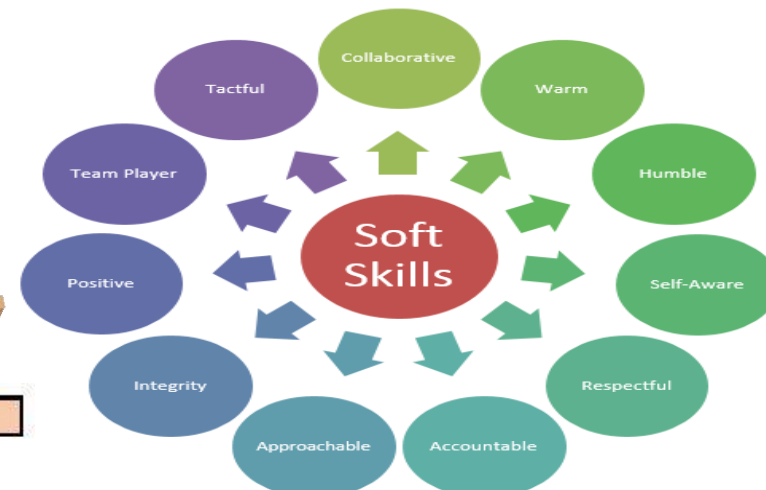 Collaborative
Warm
Humble
Self-Aware
Respectful
Accountable
Approachable
Integrity
Positive
Team Player
Tactful
Soft
Skills